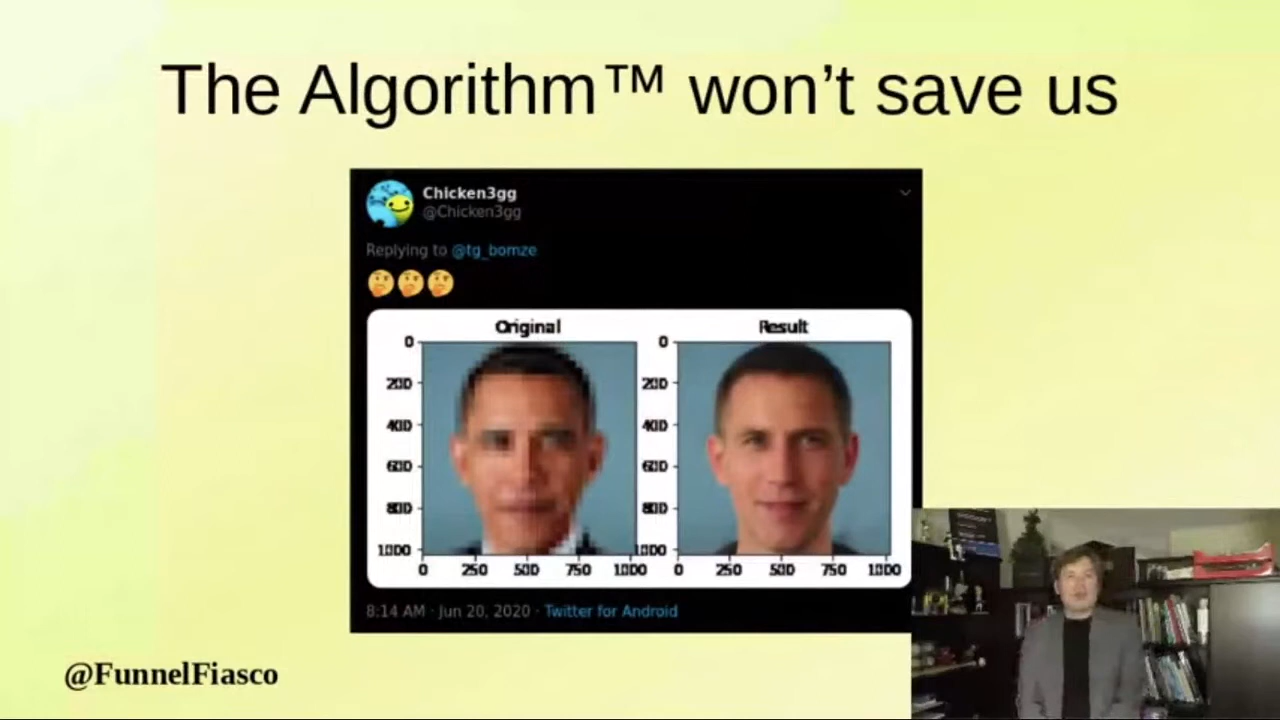 The Algorithm™ won’t save us
Chicken3gg
@Chicken3gg
Replying to @tg_bomze
🤔🤔🤔
Original
Result
0
200
400
600
800
1000
0 250 500 750 1000
0
200
400
600
800
1000
0 250 500 750 1000
8:14 AM · Jun 20, 2020 · Twitter for Android
@FunnelFiasco